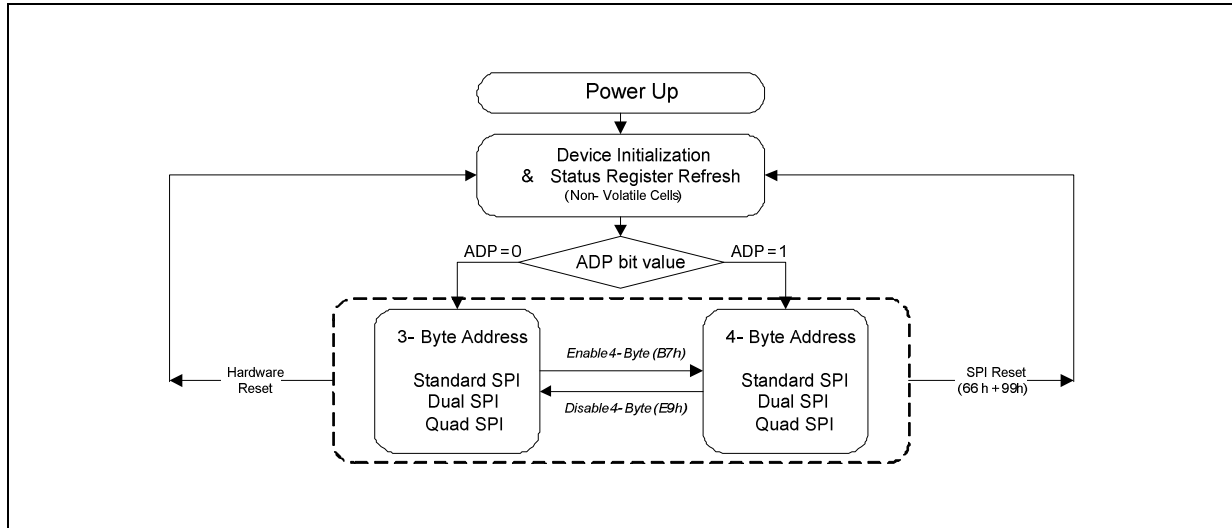 Power Up
Device Initialization
& Status Register Refresh
(Non- Volatile Cells)
ADP = 0
ADP bit value
ADP = 1
3- Byte Address
Standard SPI
Dual SPI
Quad SPI
Enable 4- Byte (B7h)
Disable 4- Byte (E9h)
4- Byte Address
Standard SPI
Dual SPI
Quad SPI
Hardware
Reset
SPI Reset
(66h + 99h)